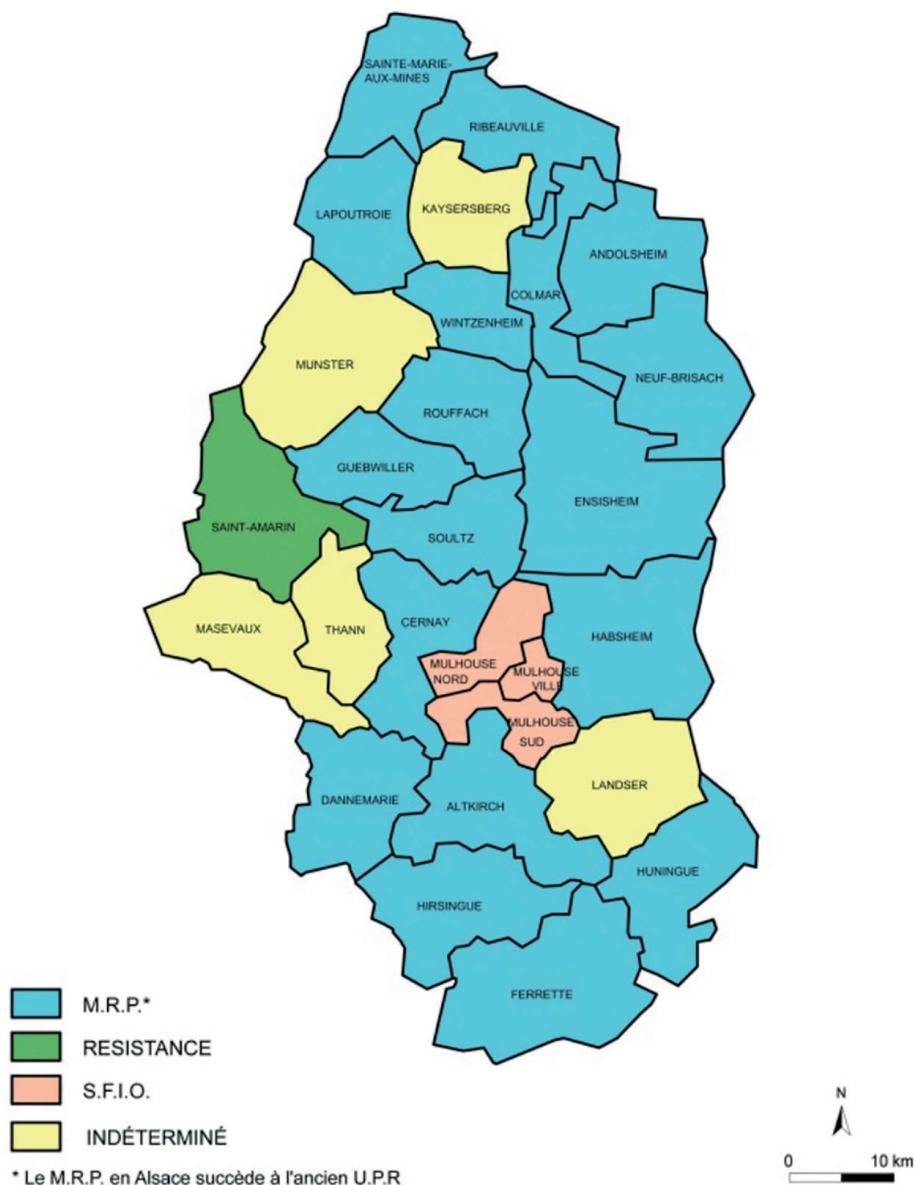 SAINTE-MARIE-
AUX-MINES
RIBEAUVILLE
LAPOUTROIE
KAYSERSBERG
ANDOLSHEIM
COLMAR
WINTZENHEIM
MUNSTER
NEUF-BRISACH
ROUFFACH
GUEBWILLER
ENSISHEIM
SAINT-AMARIN
SOULTZ
MASEVAUX
THANN
CERNAY
HABSHEIM
MULHOUSE
NORD
MULHOUSE
VILLE
MULHOUSE
SUD
LANDSER
DANNEMARIE
ALTKIRCH
HUNINGUE
HIRSINGUE
FERRETTE
M.R.P.*
RESISTANCE
S.F.I.O.
INDÉTERMINÉ
* Le M.R.P. en Alsace succède à l'ancien U.P.R
N
0 10 km